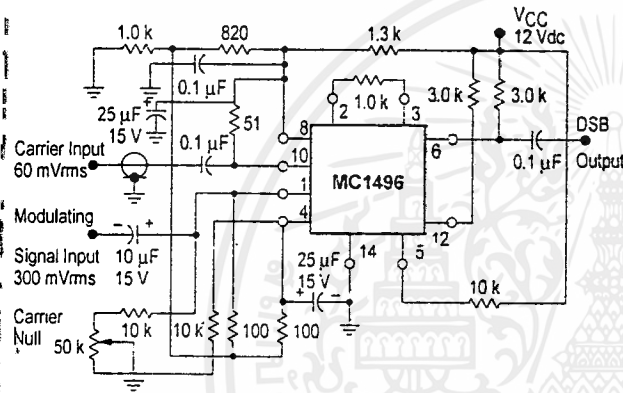 1.0 k
820
1.3 k
VCC
12 Vdc
0.1 µF
25 µF
15 V
0.1 µF
51
2
1.0 k
3
3.0 k
3.0 k
Carrier Input
60 mVrms
8
10
1
4
MC1496
6
12
14
5
0.1 µF
DSB
Output
Modulating
Signal Input
300 mVrms
10 µF
15 V
25 µF
15 V
Carrier
Null
50 k
10 k
10 k
100
100
10 k
+
-
+
+
-